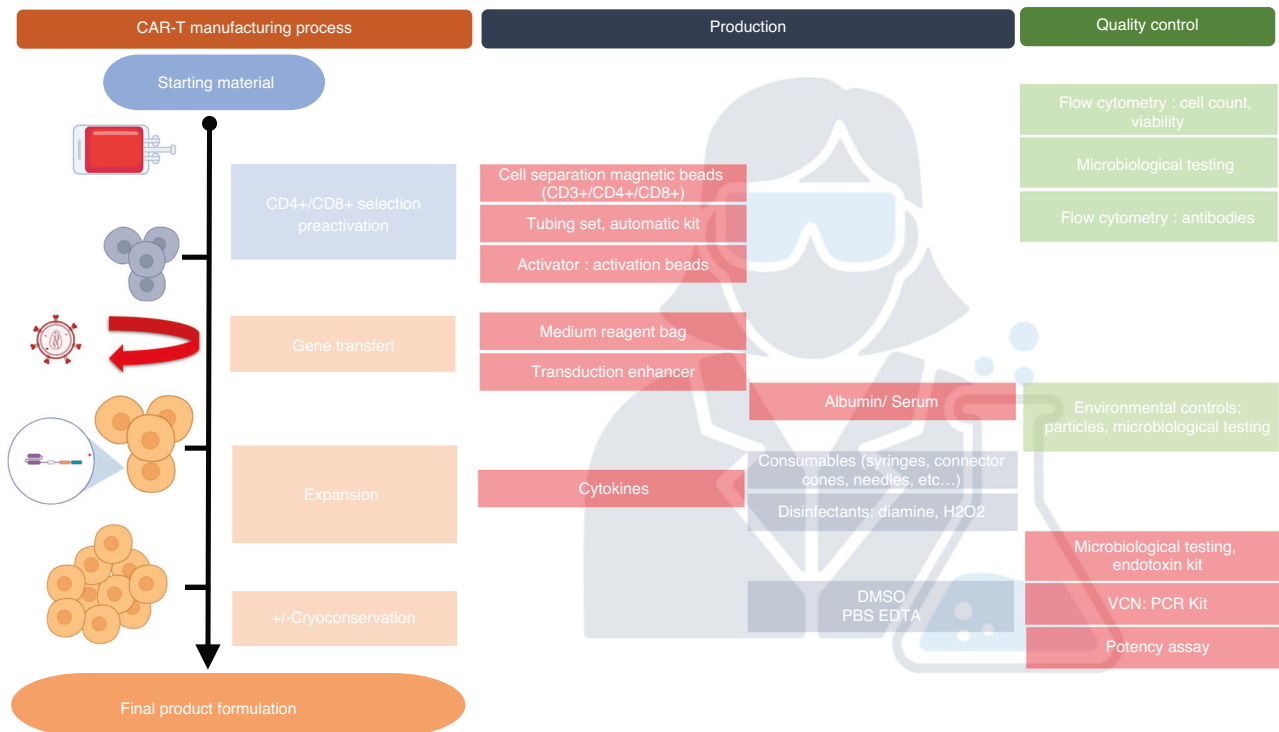 CAR-T manufacturing process
Starting material
CD4+/CD8+ selection
preactivation
Gene transfert
Expansion
+/-Cryoconservation
Final product formulation
Production
Cell separation magnetic beads
(CD3+/CD4+/CD8+)
Tubing set, automatic kit
Activator : activation beads
Medium reagent bag
Transduction enhancer
Albumin/ Serum
Cytokines
Consumables (syringes, connector
cones, needles, etc…)
Disinfectants: diamine, H2O2
DMSO
PBS EDTA
Quality control
Flow cytometry : cell count,
viability
Microbiological testing
Flow cytometry : antibodies
Environmental controls;
particles, microbiological testing
Microbiological testing,
endotoxin kit
VCN: PCR Kit
Potency assay